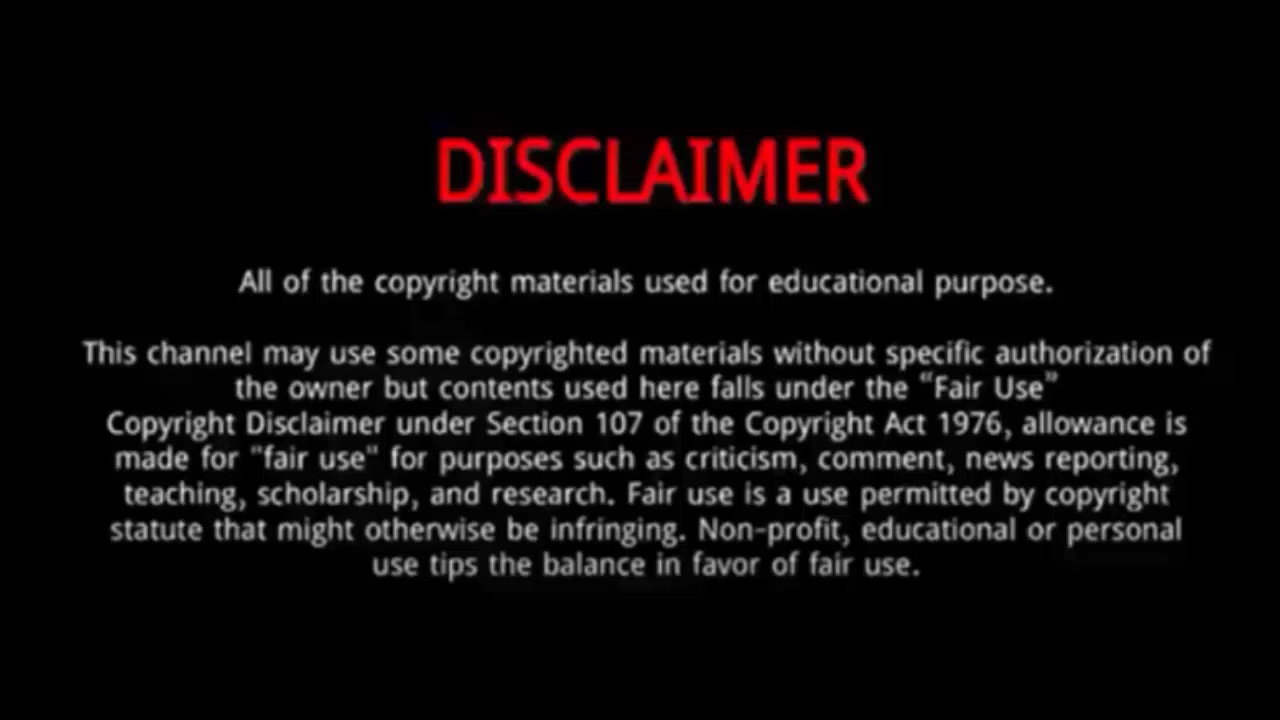 DISCLAIMER
All of the copyright materials used for educational purpose.
This channel may use some copyrighted materials without specific authorization of
the owner but contents used here falls under the “Fair Use”
Copyright Disclaimer under Section 107 of the Copyright Act 1976, allowance is
made for "fair use" for purposes such as criticism, comment, news reporting,
teaching, scholarship, and research. Fair use is a use permitted by copyright
statute that might otherwise be infringing. Non-profit, educational or personal
use tips the balance in favor of fair use.